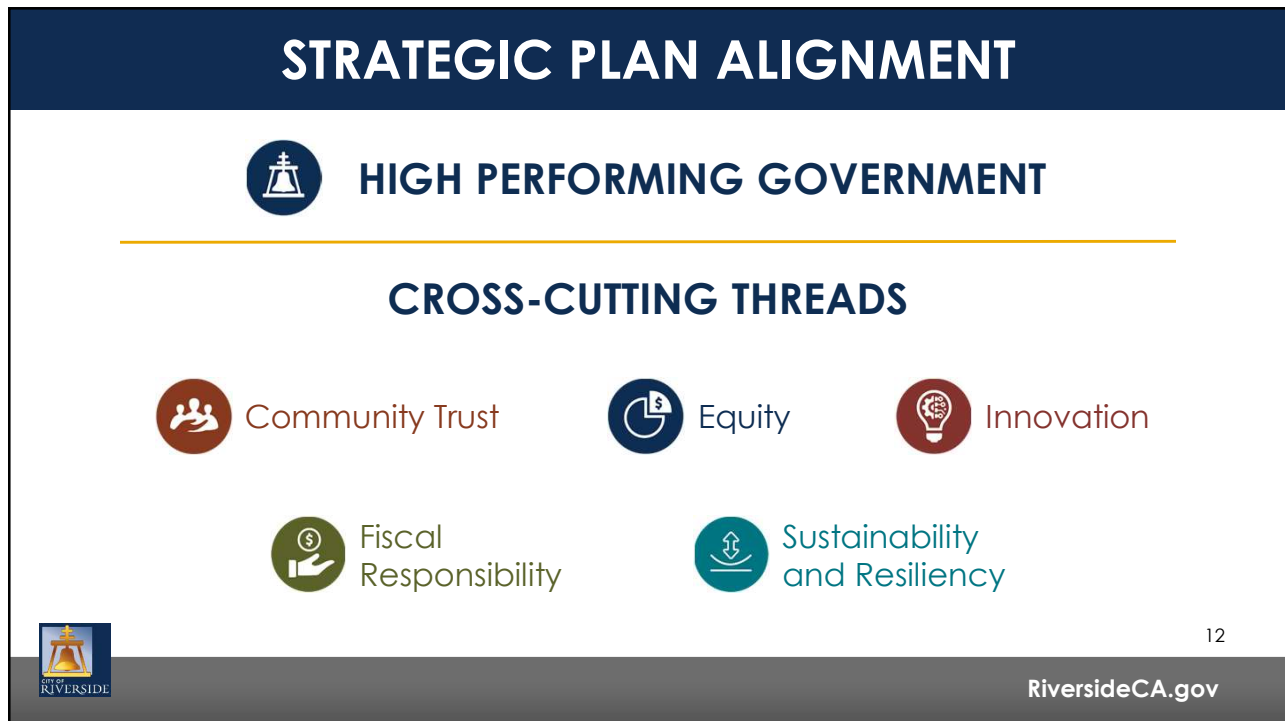 STRATEGIC PLAN ALIGNMENT
HIGH PERFORMING GOVERNMENT
CROSS-CUTTING THREADS
Community Trust
$
Equity
Innovation
$
Fiscal
Responsibility
Sustainability
and Resiliency
12
CITY OF
RIVERSIDE
RiversideCA.gov